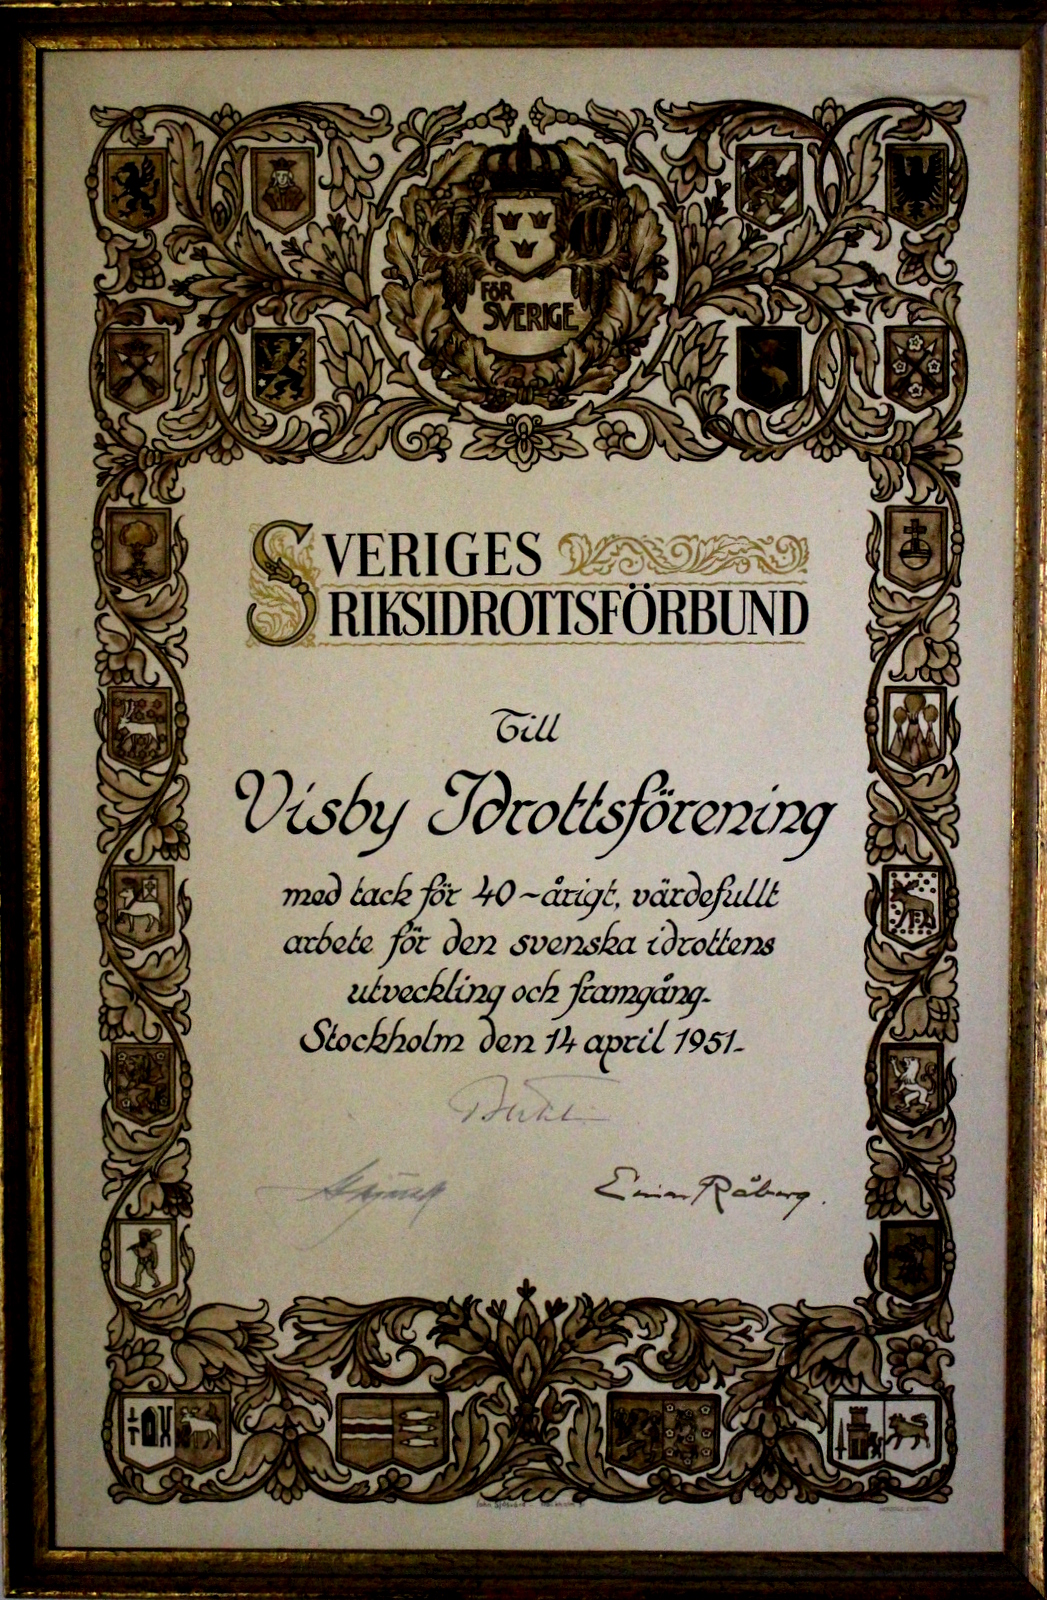 FÖR
SVERIGE
SVERIGES
RIKSIDROTTSFÖRBUND
Till
Visby Idrottsförening
med tack för 40-årigt, värdefullt
arbete för den svenska idrottens
utveckling och framgång.
Stockholm den 14 april 1951.
Einar Råberg.